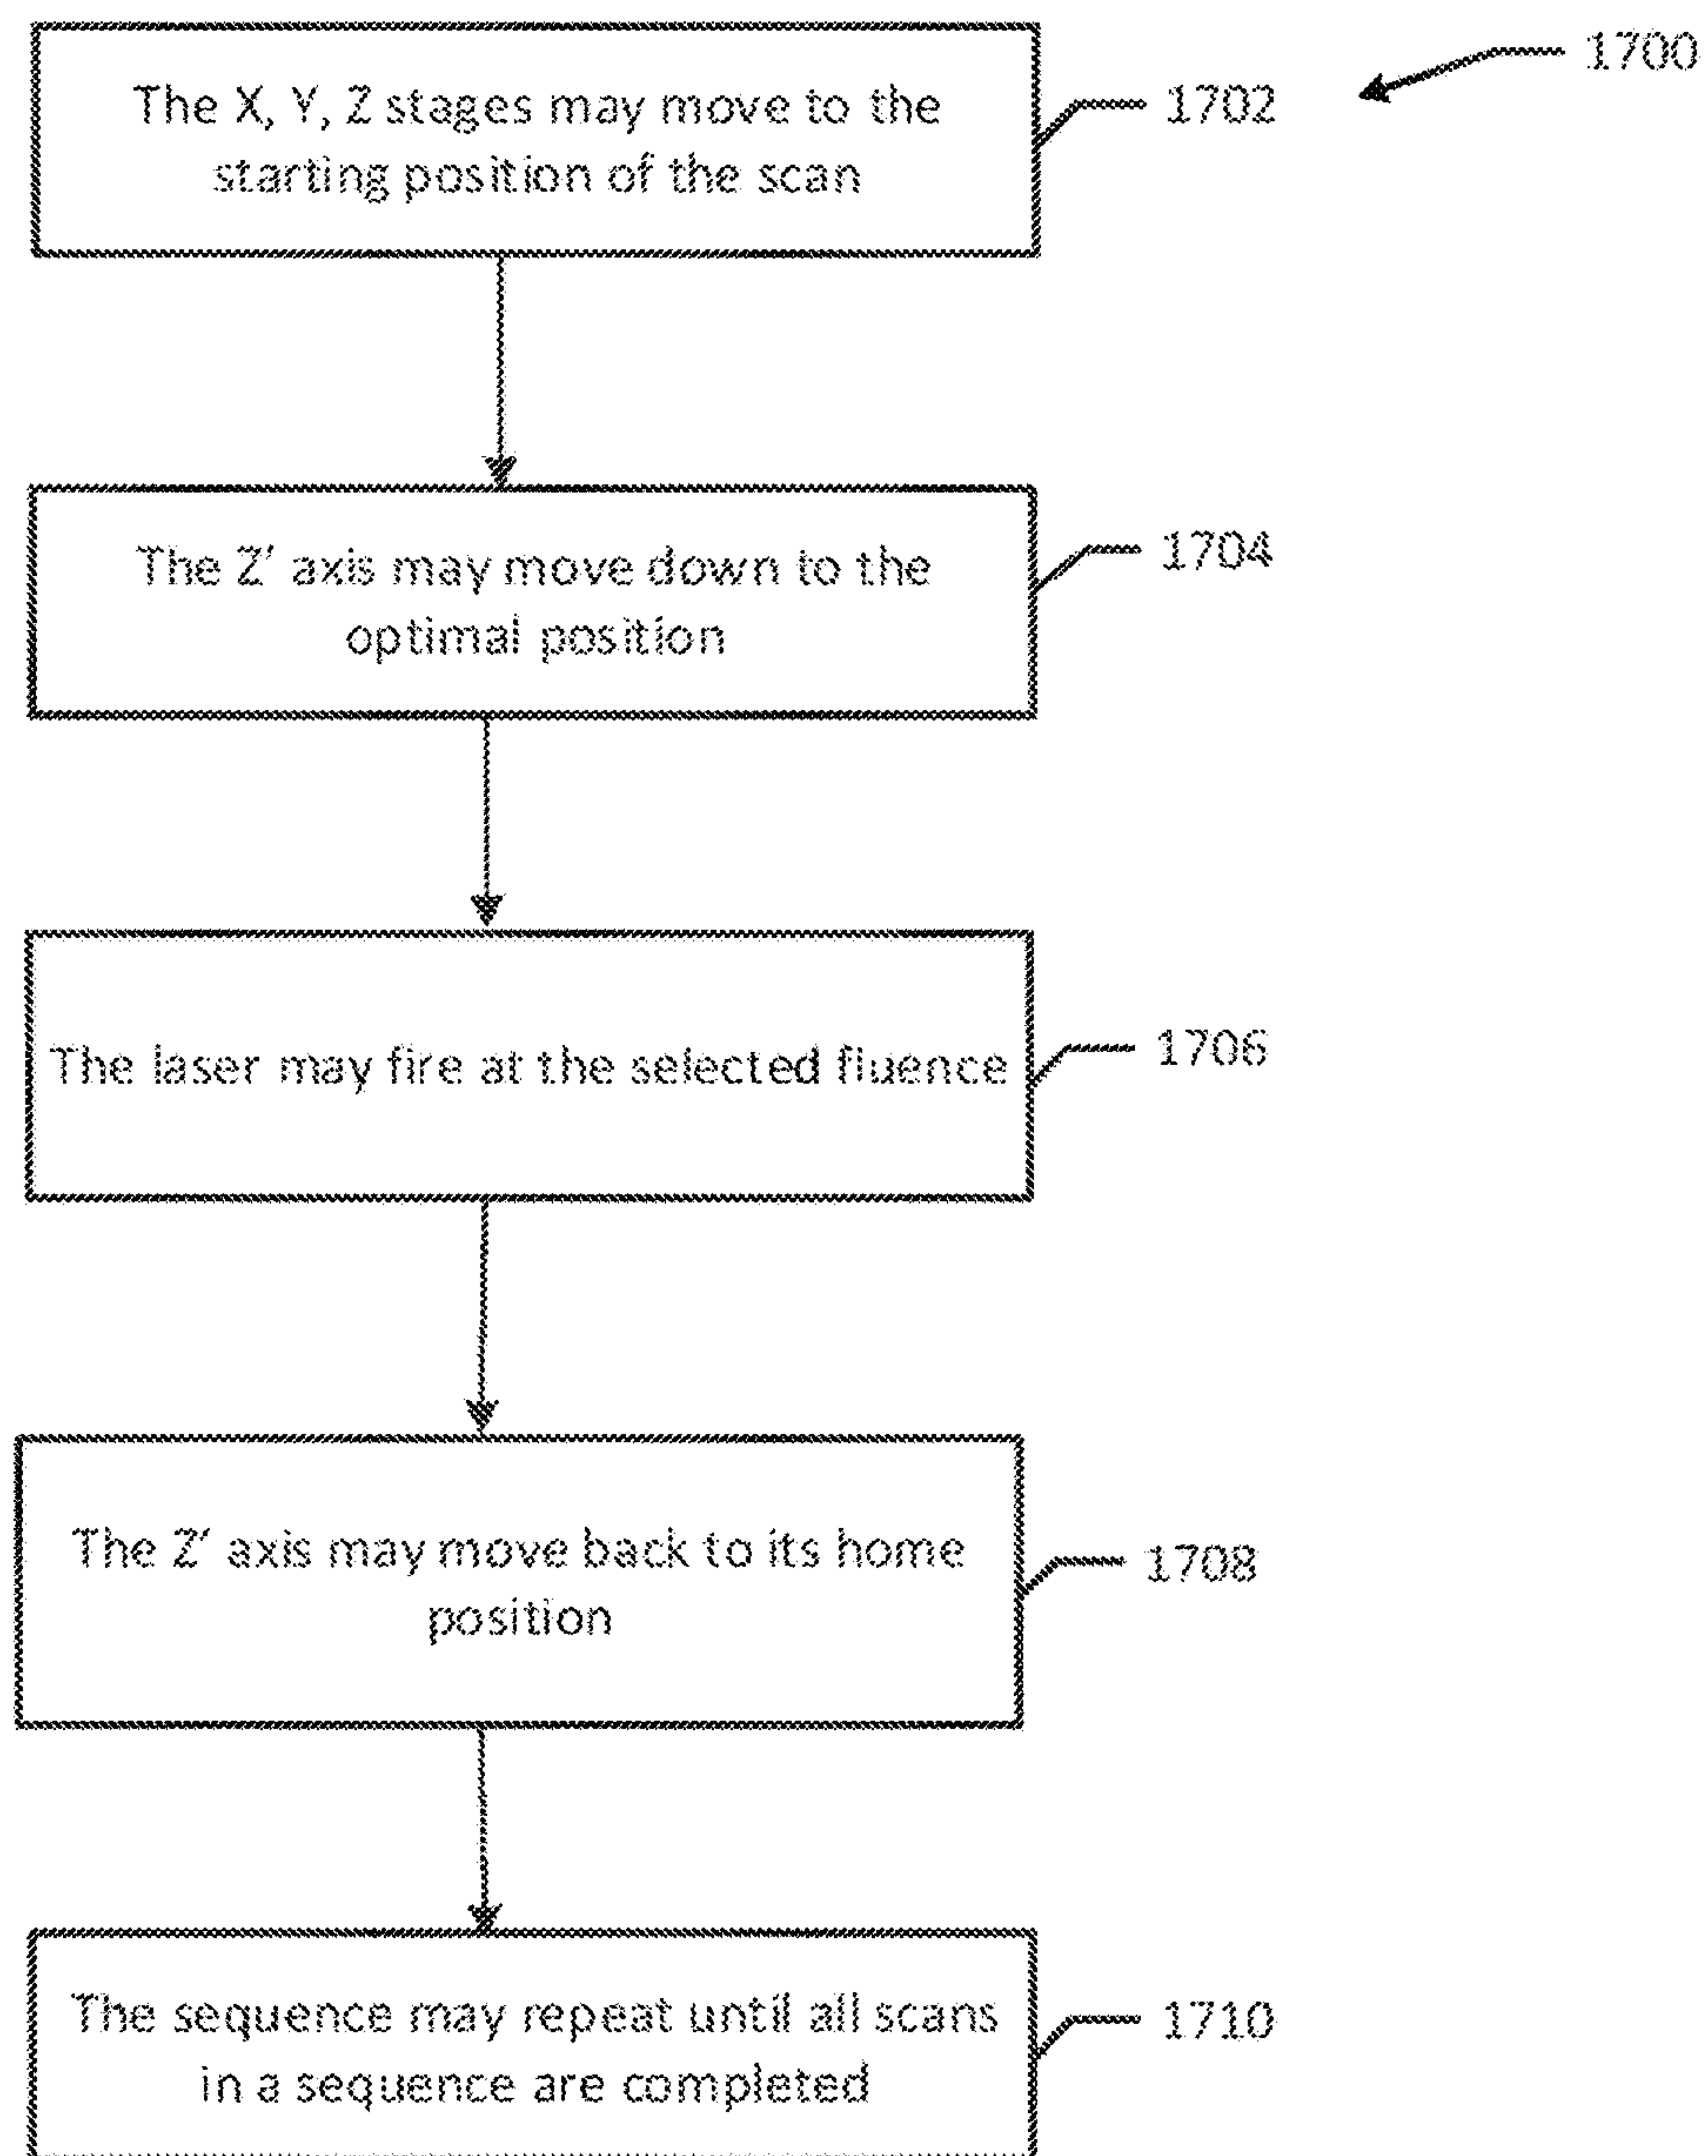 1700
The X, Y, Z stages may move to the
starting position of the scan
1702
The Z' axis may move down to the
optimal position
1704
The laser may fire at the selected fluence
1706
The Z' axis may move back to its home
position
1708
The sequence may repeat until all scans
in a sequence are completed
1710